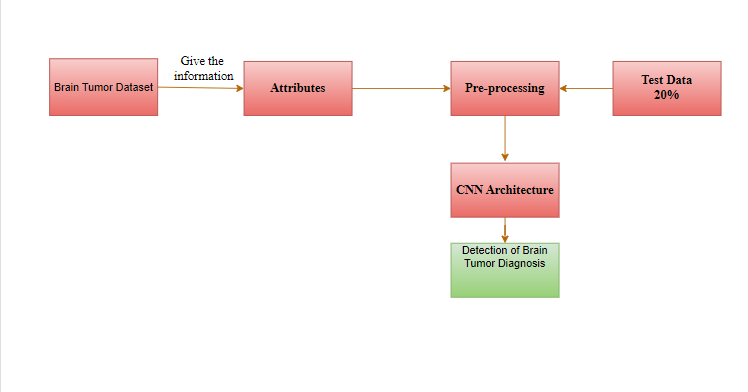 Give the
information
Brain Tumor Dataset
Attributes
Pre-processing
Test Data
20%
CNN Architecture
Detection of Brain
Tumor Diagnosis